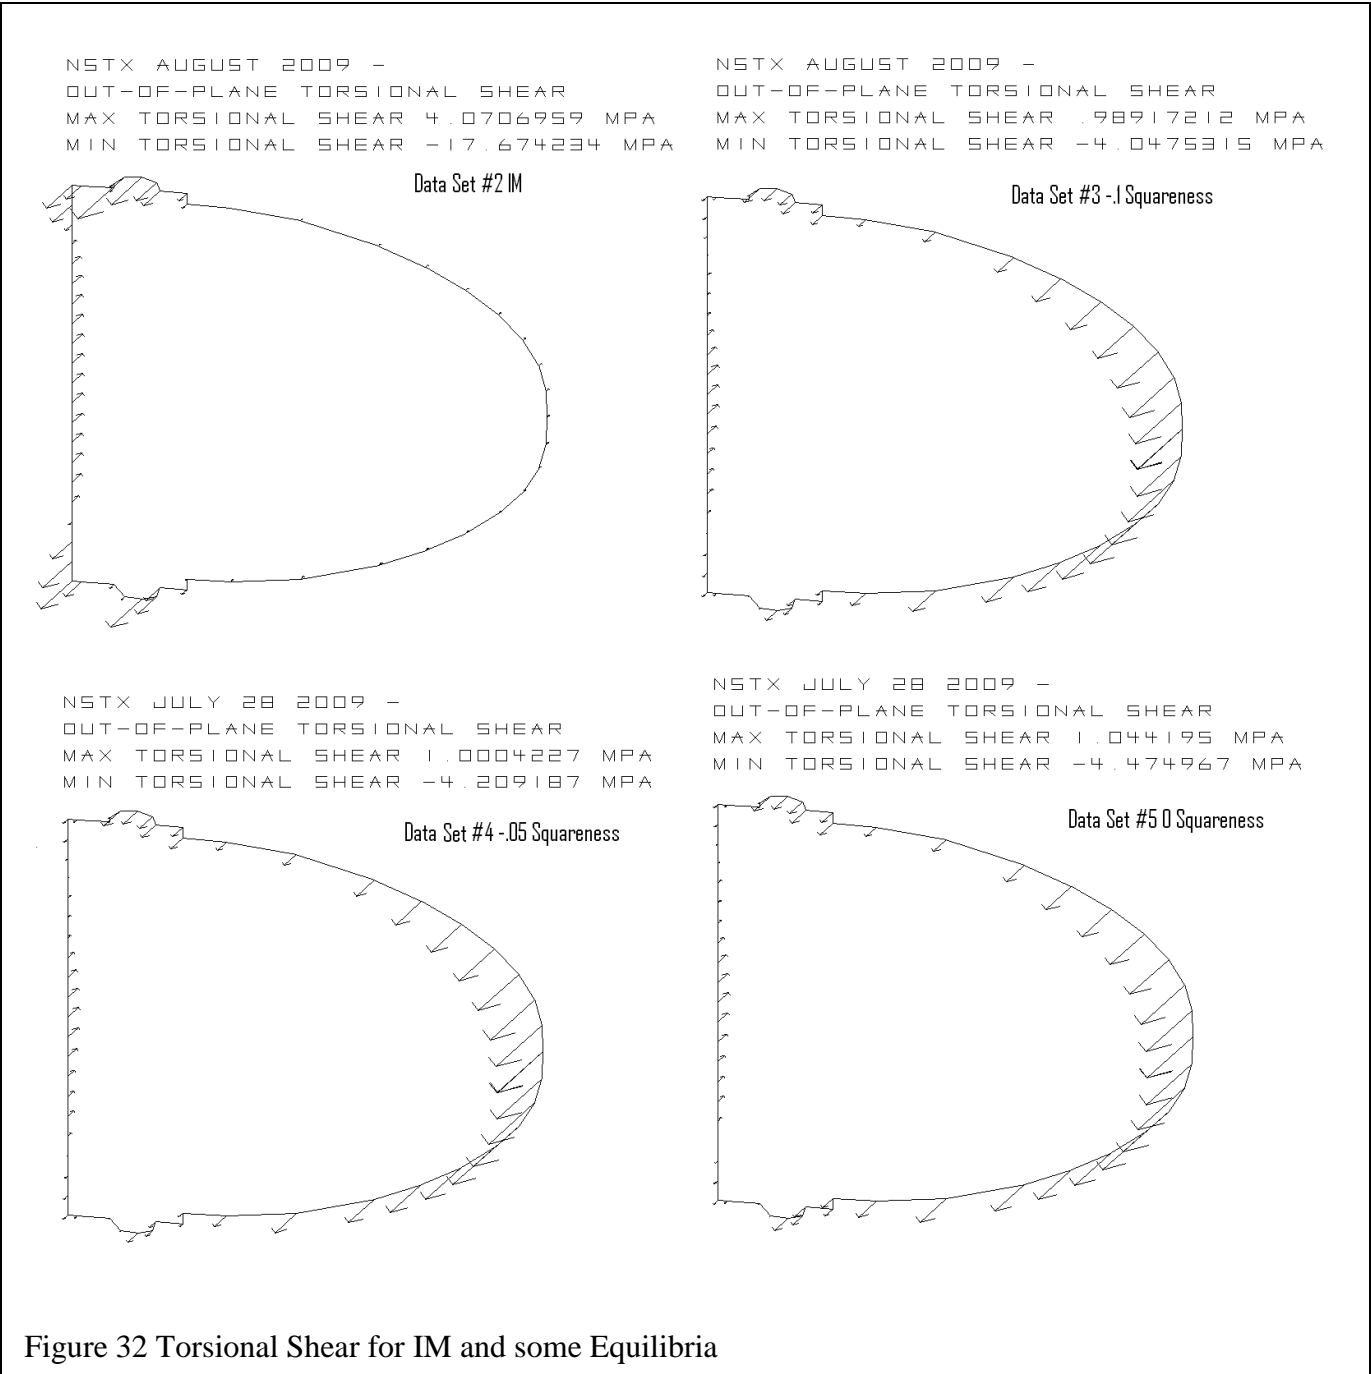 NSTX AUGUST 2009 -
OUT-OF-PLANE TORSIONAL SHEAR
MAX TORSIONAL SHEAR 4.0706959 MPA
MIN TORSIONAL SHEAR -17.674234 MPA
Data Set #2 IM
NSTX AUGUST 2009 -
OUT-OF-PLANE TORSIONAL SHEAR
MAX TORSIONAL SHEAR .98917212 MPA
MIN TORSIONAL SHEAR -4.0475315 MPA
Data Set #3 -.1 Squareness
NSTX JULY 28 2009 -
OUT-OF-PLANE TORSIONAL SHEAR
MAX TORSIONAL SHEAR 1.0004227 MPA
MIN TORSIONAL SHEAR -4.209187 MPA
Data Set #4 -.05 Squareness
NSTX JULY 28 2009 -
OUT-OF-PLANE TORSIONAL SHEAR
MAX TORSIONAL SHEAR 1.044195 MPA
MIN TORSIONAL SHEAR -4.474967 MPA
Data Set #5 0 Squareness
Figure 32 Torsional Shear for IM and some Equilibria